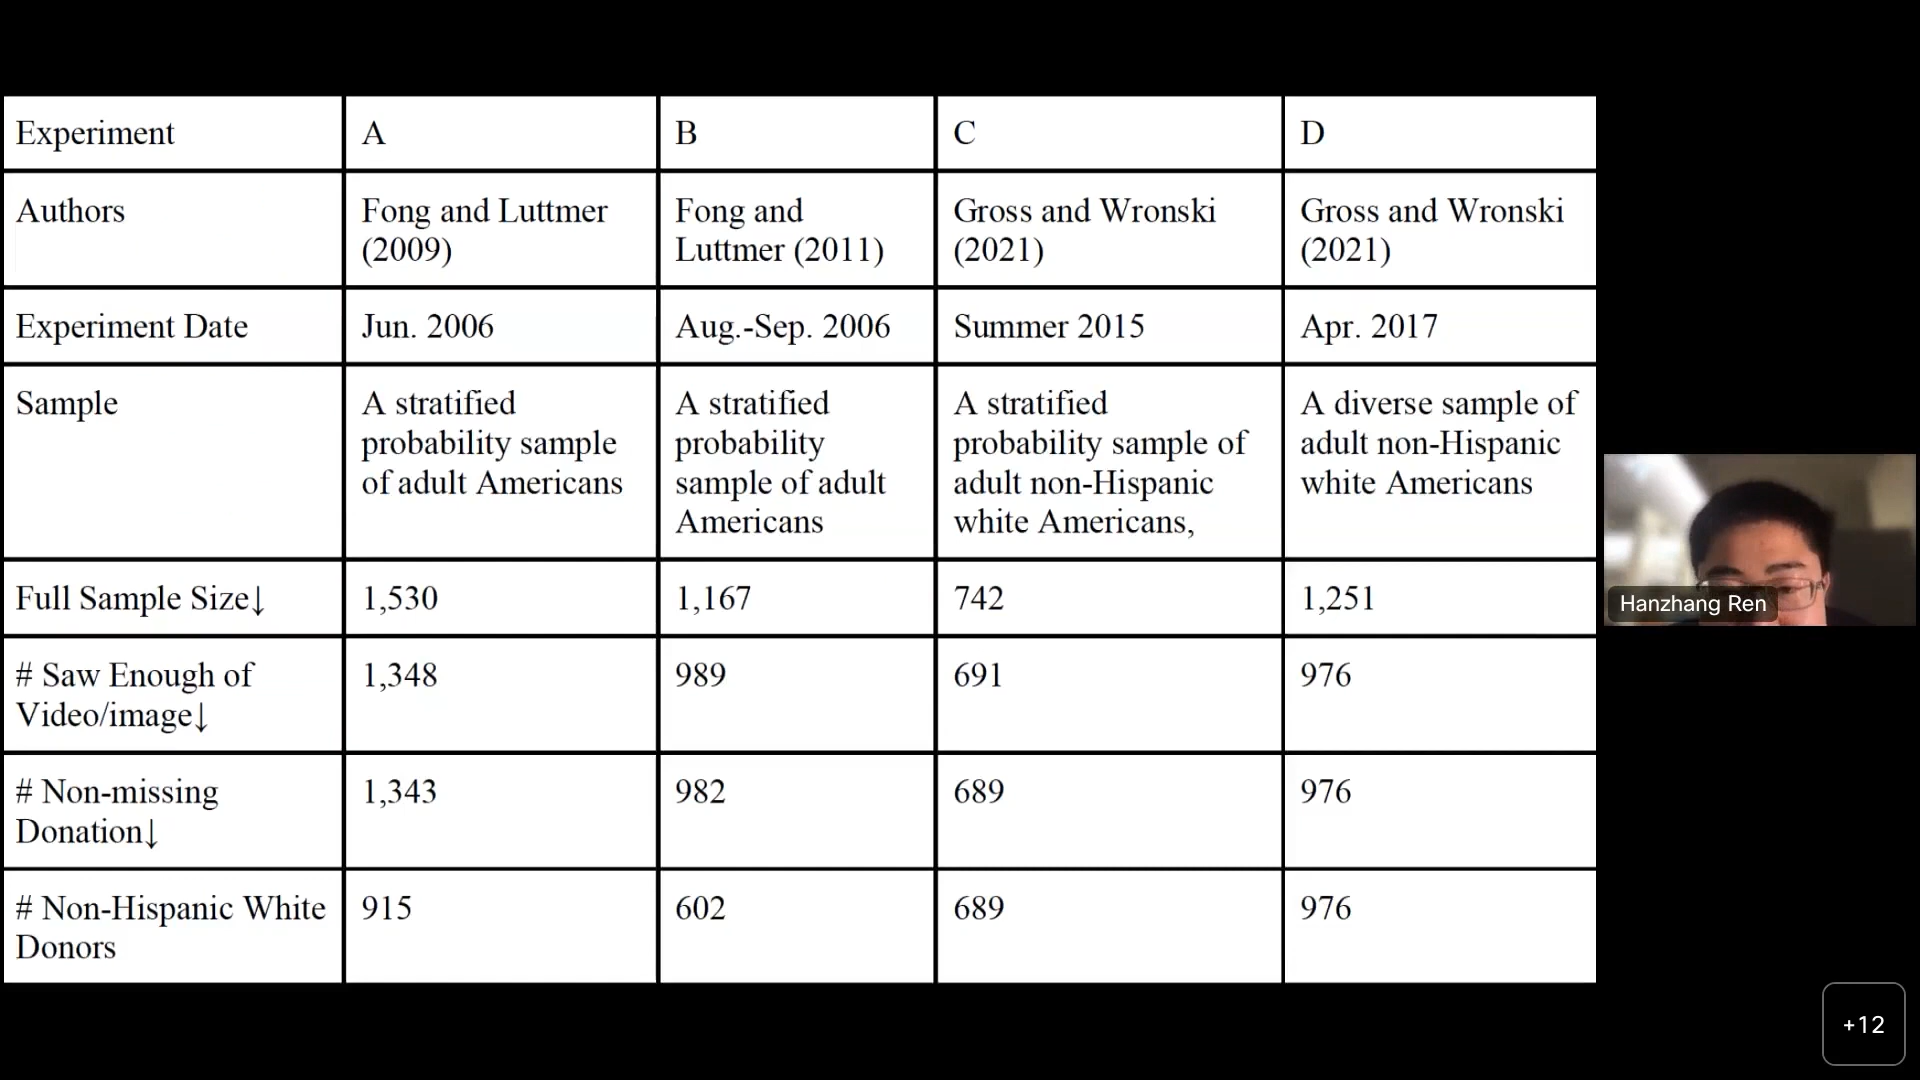 Experiment
A
B
C
D
Authors
Fong and Luttmer
(2009)
Fong and
Luttmer (2011)
Gross and Wronski
(2021)
Gross and Wronski
(2021)
Experiment Date
Jun. 2006
Aug.-Sep. 2006
Summer 2015
Apr. 2017
Sample
A stratified
probability sample
of adult Americans
A stratified
probability
sample of adult
Americans
A stratified
probability sample of
adult non-Hispanic
white Americans,
A diverse sample of
adult non-Hispanic
white Americans
Full Sample Size↓
1,530
1,167
742
1,251
# Saw Enough of
Video/image↓
1,348
989
691
976
# Non-missing
Donation↓
1,343
982
689
976
# Non-Hispanic White
Donors
915
602
689
976
Hanzhang Ren
+12